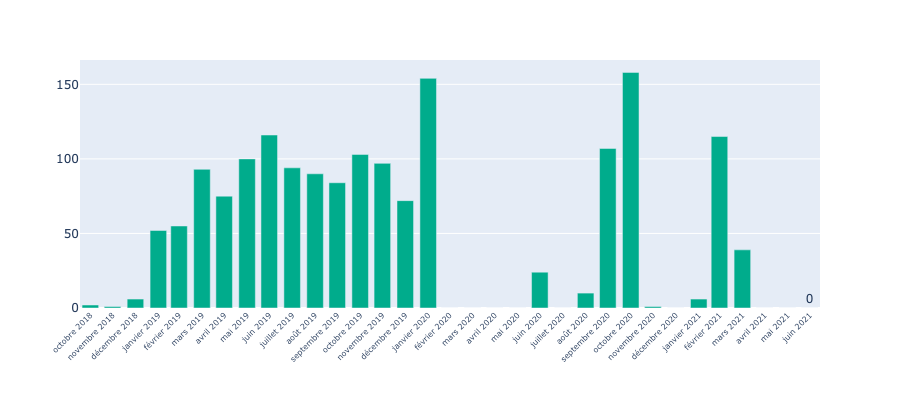 150
100
50
0
0
octobre 2018
novembre 2018
décembre 2018
janvier 2019
février 2019
mars 2019
avril 2019
mai 2019
juin 2019
juillet 2019
août 2019
septembre 2019
octobre 2019
novembre 2019
décembre 2019
janvier 2020
février 2020
mars 2020
avril 2020
mai 2020
juin 2020
juillet 2020
août 2020
septembre 2020
octobre 2020
novembre 2020
décembre 2020
janvier 2021
février 2021
mars 2021
avril 2021
mai 2021
juin 2021